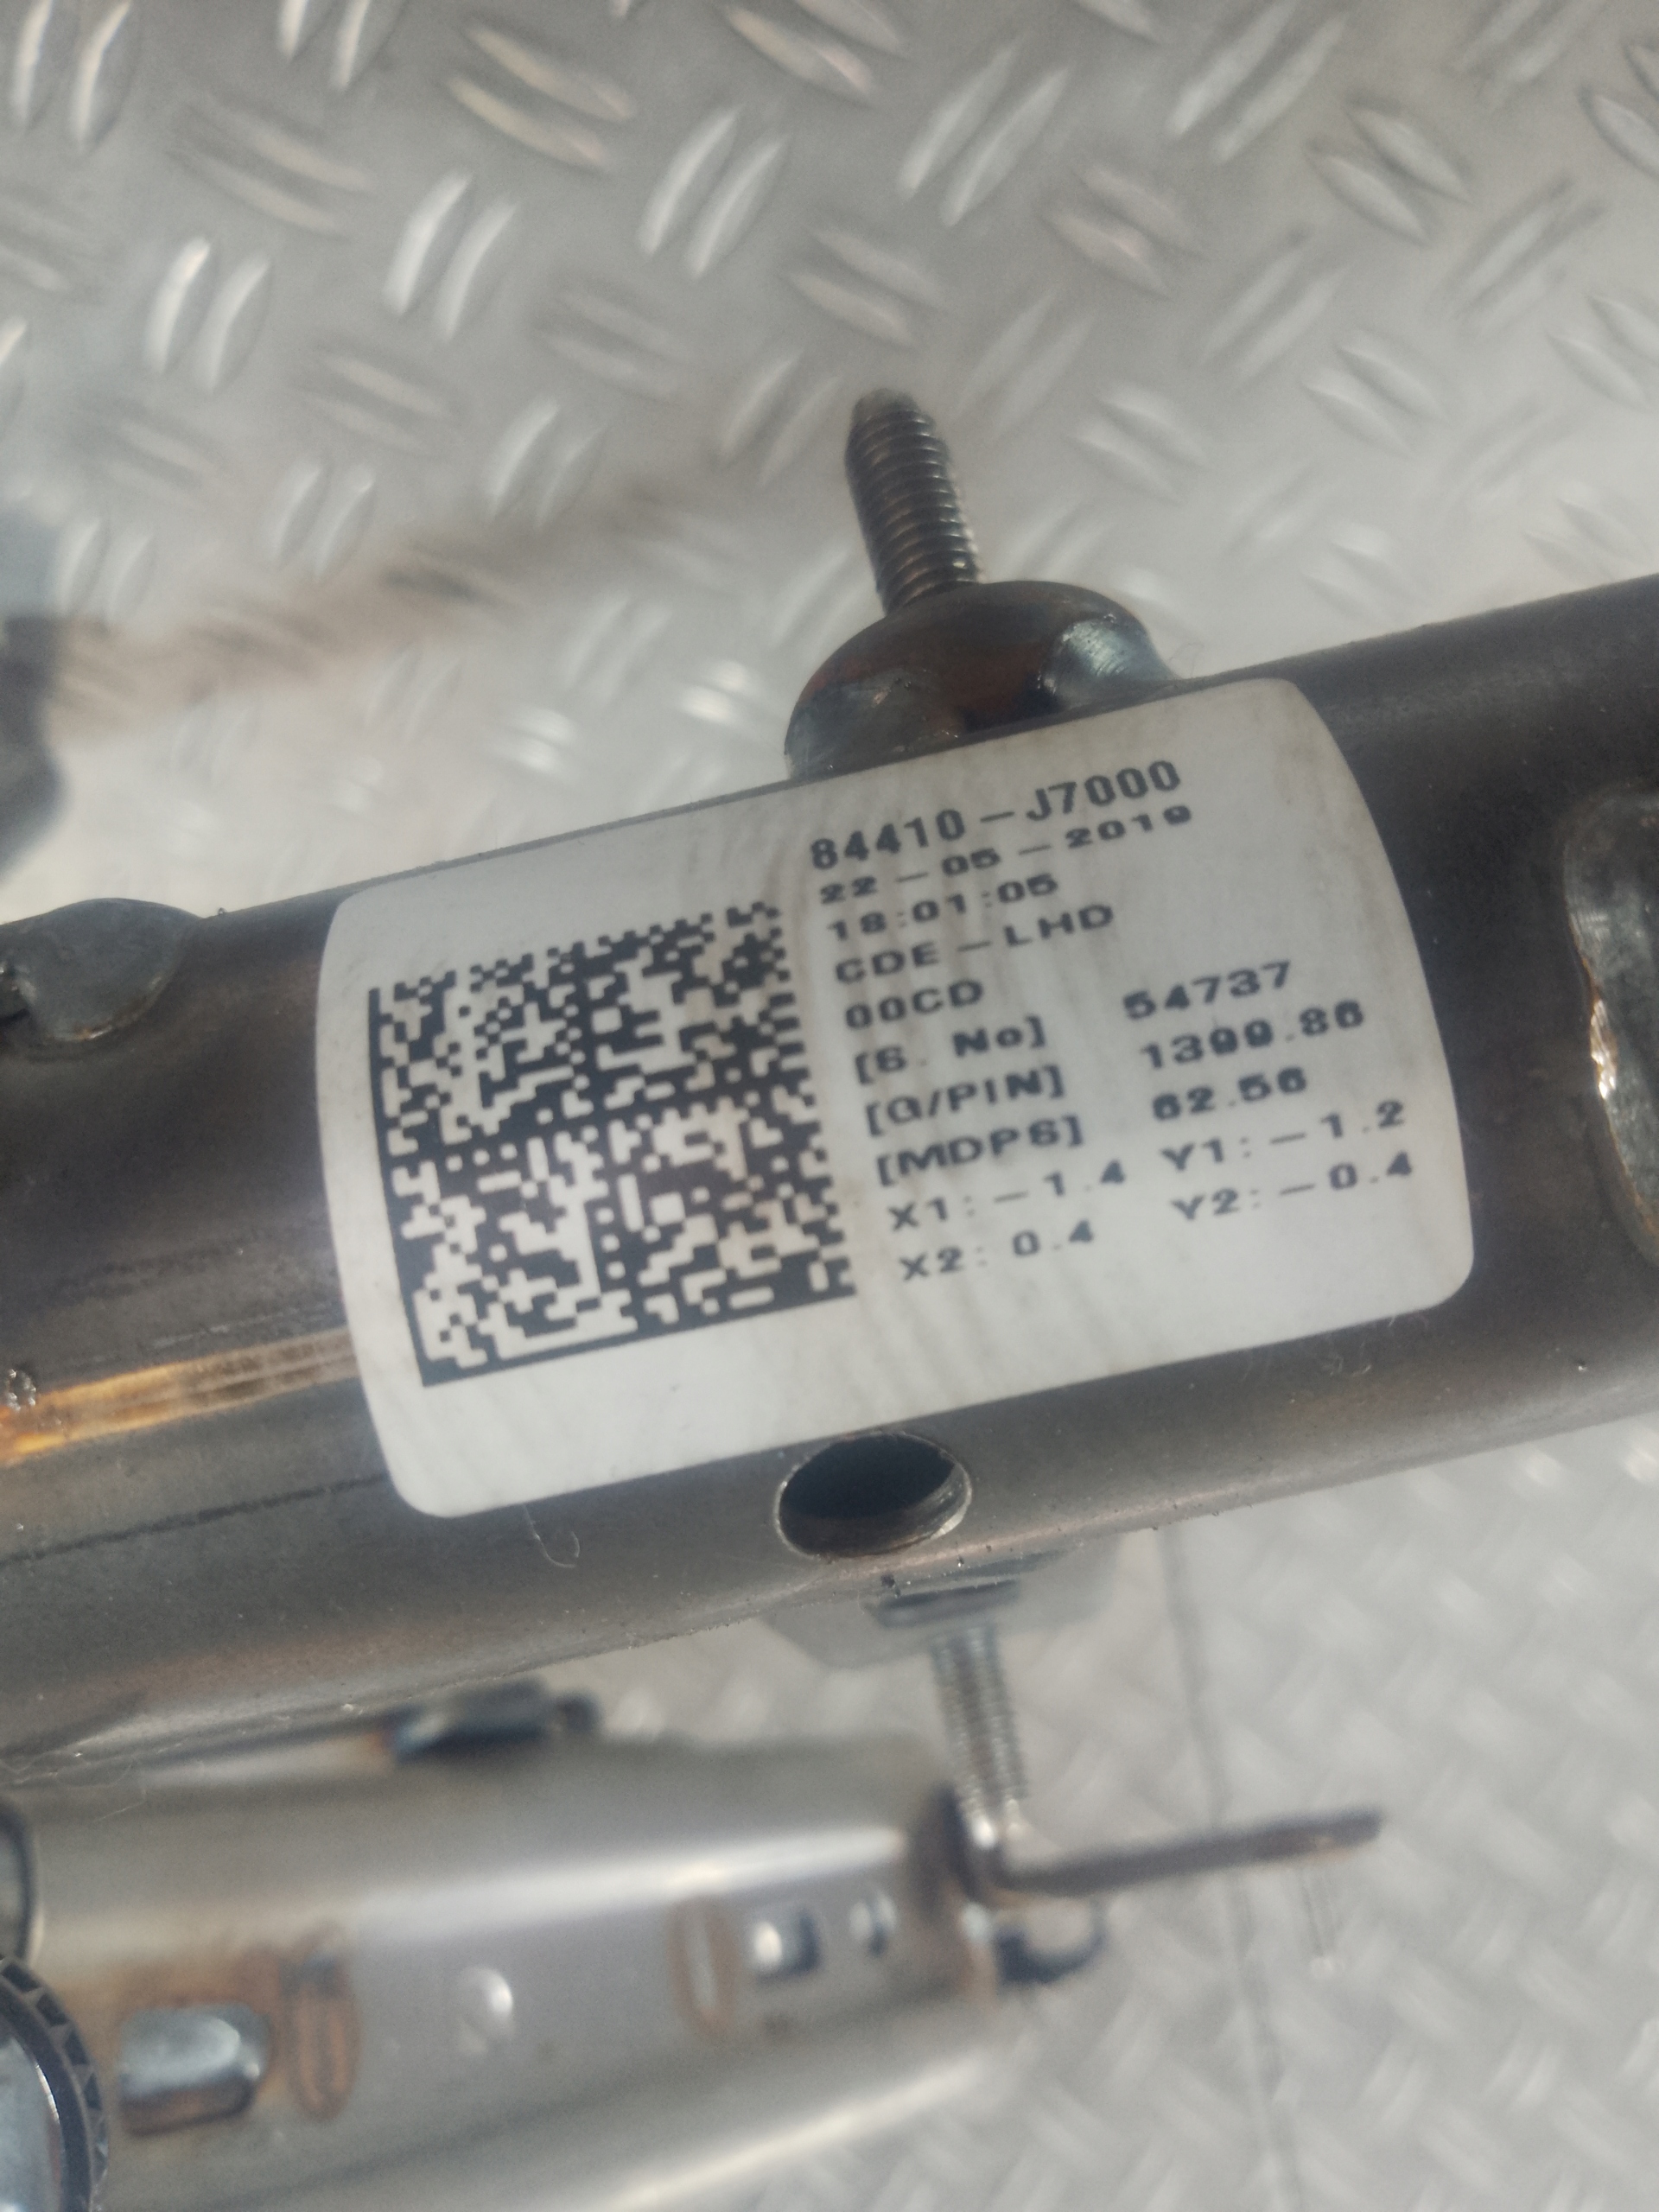 84410-J7000
22-05-2019
18:01:05
CDE-LHD
00CD
[S. No] 54737
[G/PIN] 1399.86
[MDPS] 62.56
X1:-1.4 Y1:-1.2
X2: 0.4 Y2:-0.4